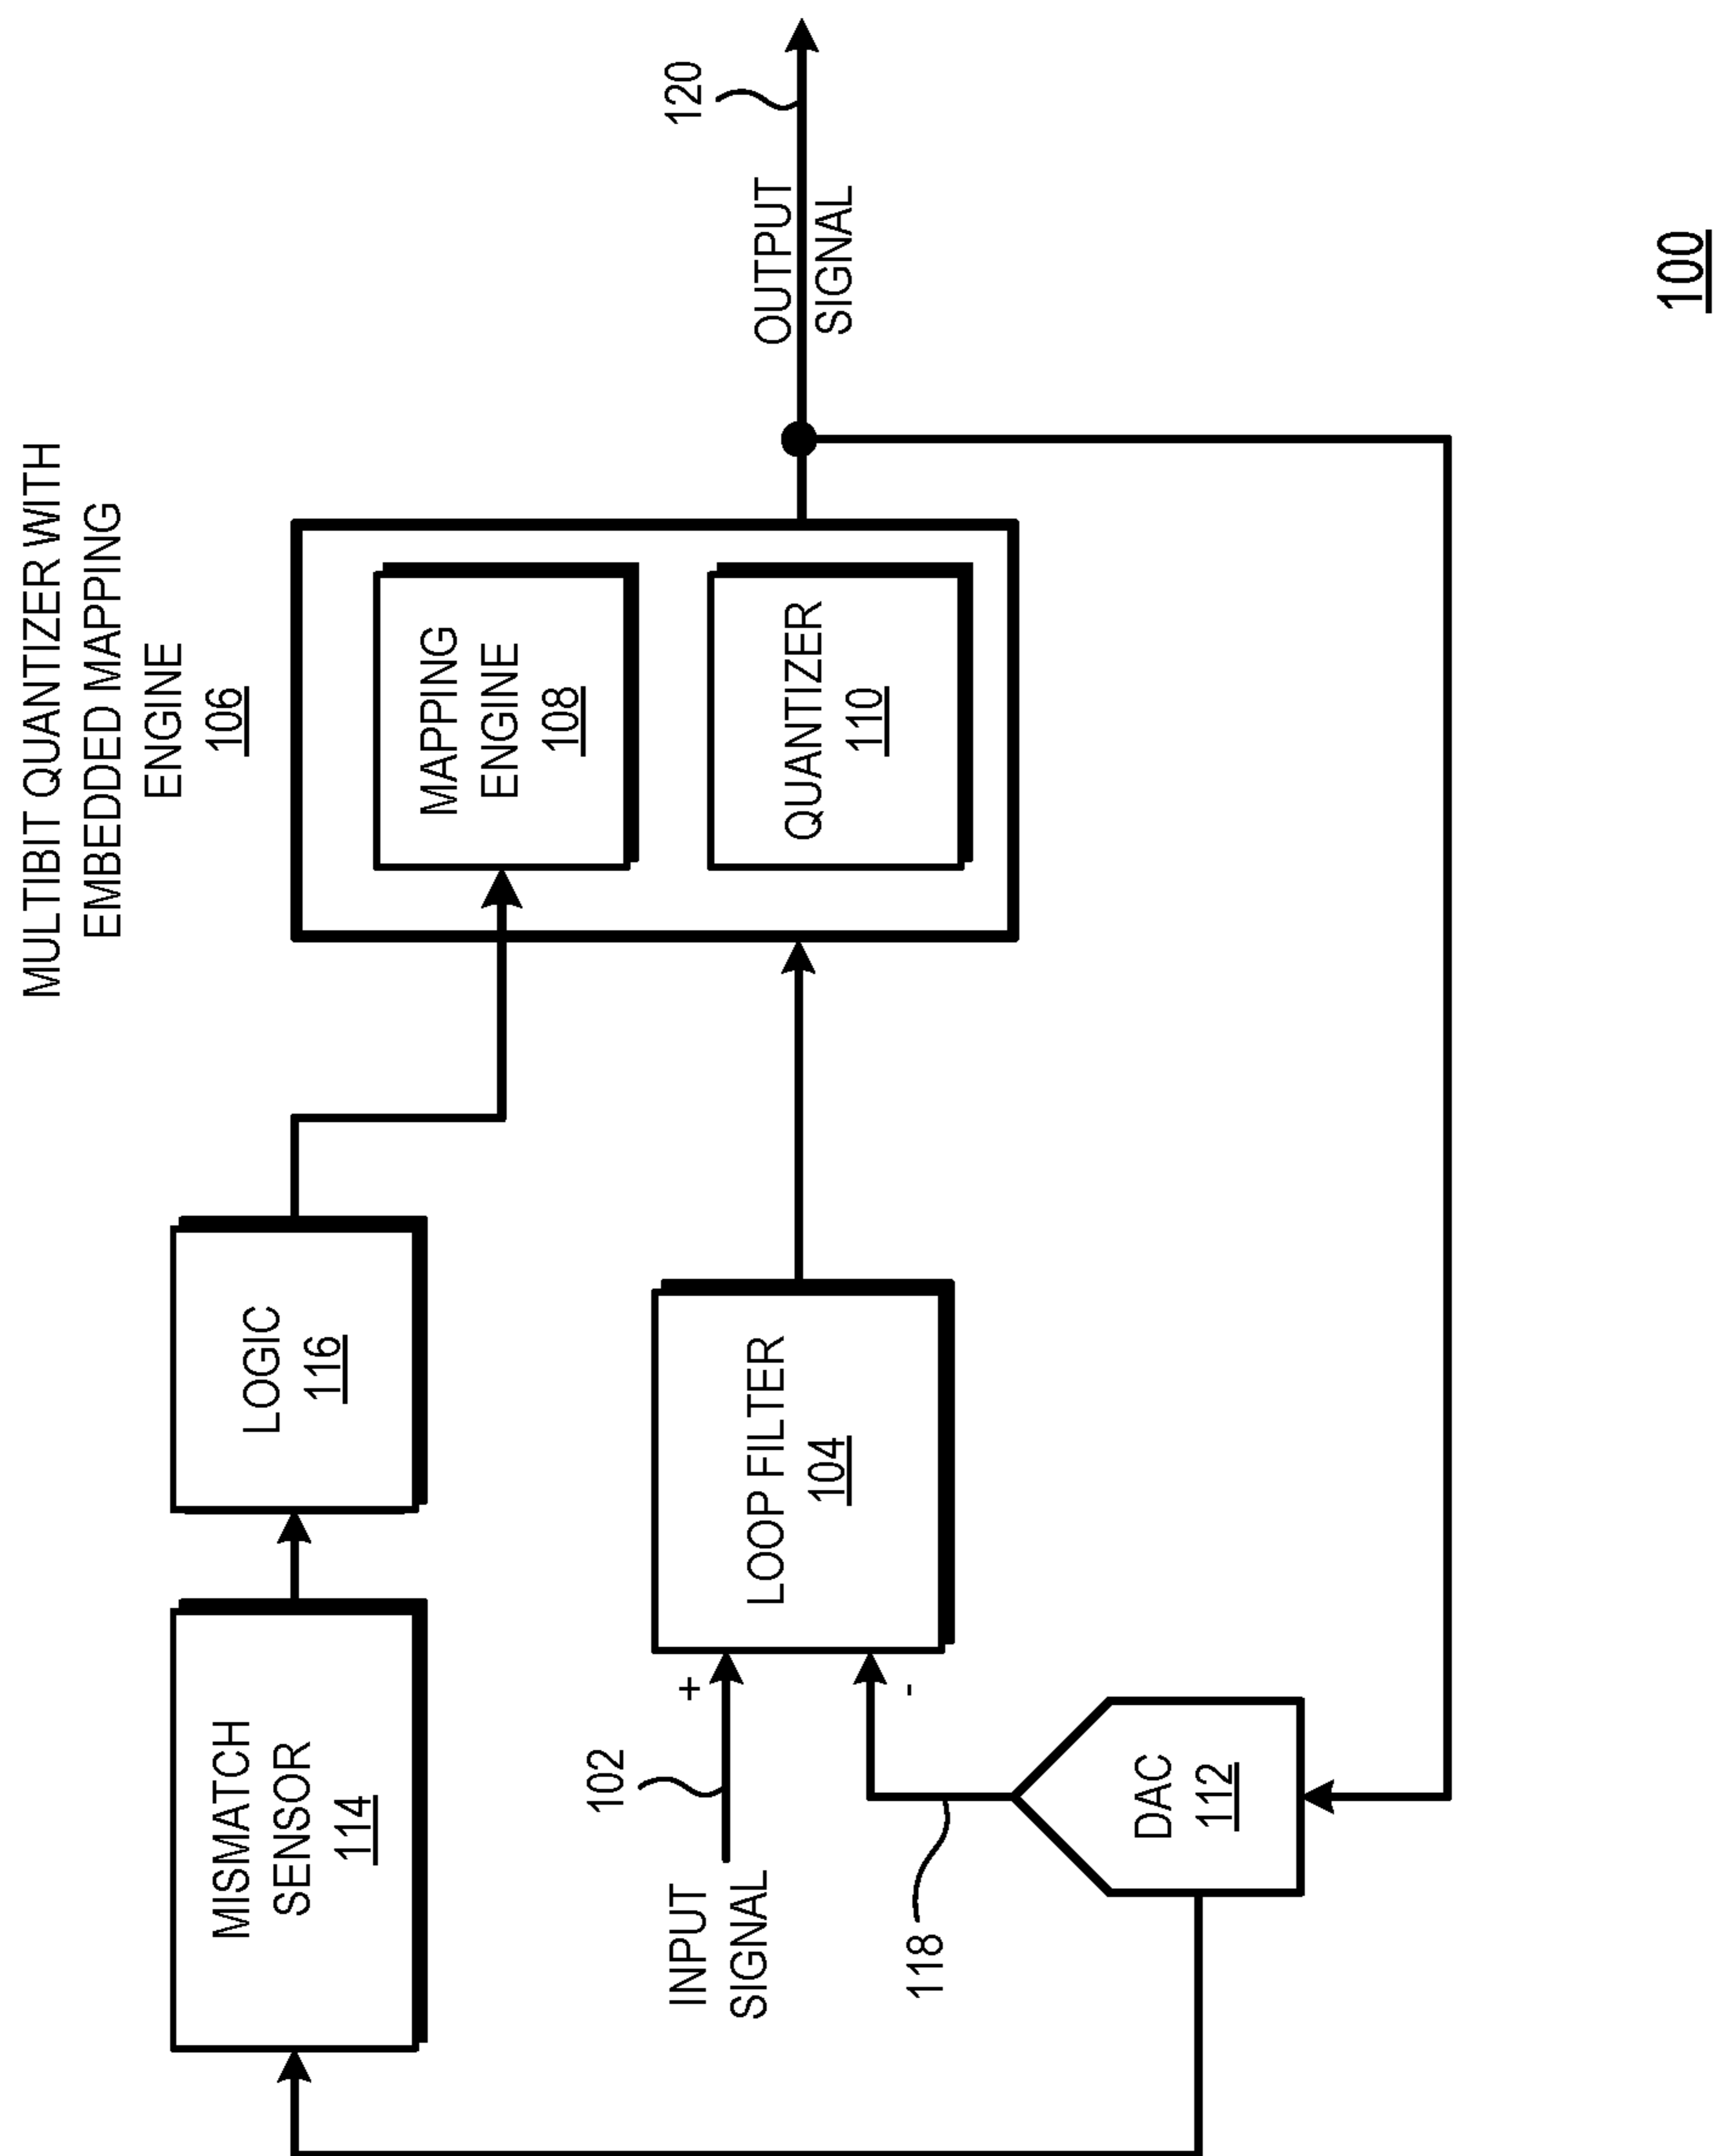 MULTIBIT QUANTIZER WITH
EMBEDDED MAPPING
ENGINE
106
MISMATCH
SENSOR
114
LOGIC
116
MAPPING
ENGINE
108
120
INPUT
SIGNAL
102
+
-
LOOP FILTER
104
QUANTIZER
110
OUTPUT
SIGNAL
118
DAC
112
100